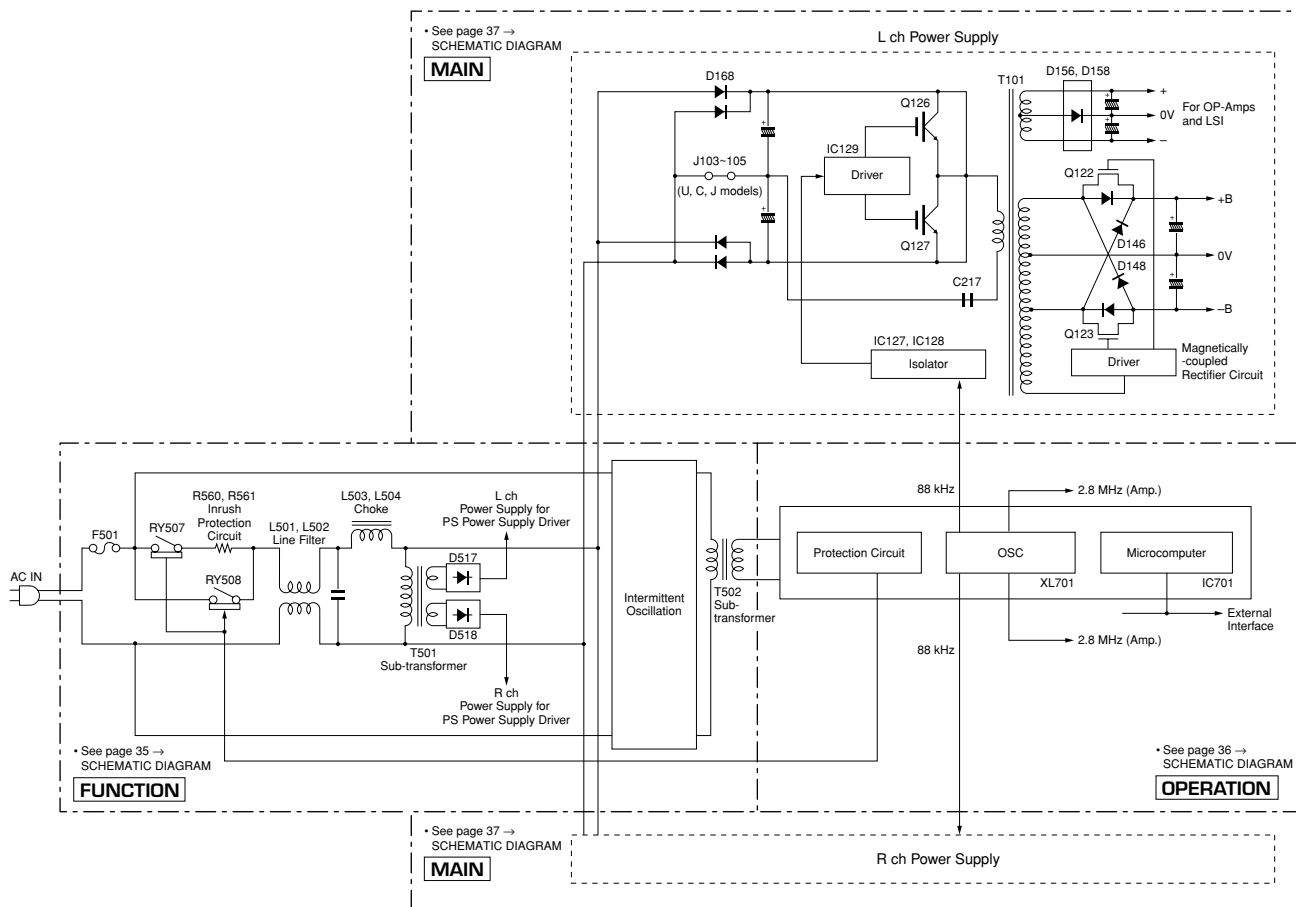 • See page 37 →
SCHEMATIC DIAGRAM
MAIN
L ch Power Supply
D168
J103~105
(U, C, J models)
Q126
IC129
Driver
Q127
C217
IC127, IC128
Isolator
T101
D156, D158
+
0V
–
For OP-Amps
and LSI
Q122
+B
D146
0V
D148
–B
Q123
Driver
Magnetically
-coupled
Rectifier Circuit
+
+
+
+
+
+
AC IN
F501
RY507
R560, R561
Inrush
Protection
Circuit
RY508
L501, L502
Line Filter
L503, L504
Choke
L ch
Power Supply for
PS Power Supply Driver
D517
D518
T501
Sub-transformer
R ch
Power Supply for
PS Power Supply Driver
Intermittent
Oscillation
• See page 35 →
SCHEMATIC DIAGRAM
FUNCTION
T502
Sub-
transformer
88 kHz
2.8 MHz (Amp.)
Protection Circuit
OSC
XL701
Microcomputer
IC701
External
Interface
88 kHz
2.8 MHz (Amp.)
• See page 36 →
SCHEMATIC DIAGRAM
OPERATION
• See page 37 →
SCHEMATIC DIAGRAM
MAIN
R ch Power Supply